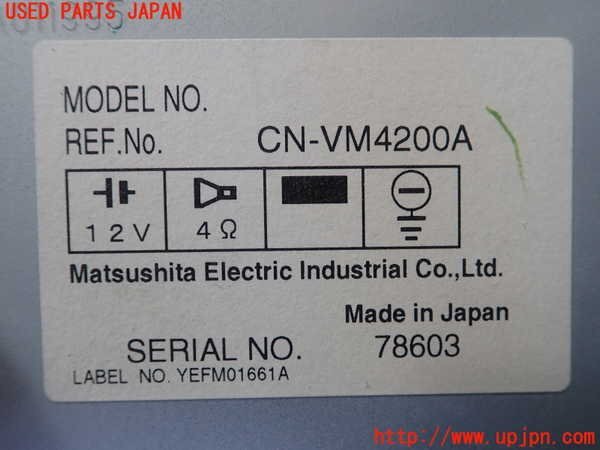 USED PARTS JAPAN
MODEL NO.
REF.No. CN-VM4200A
12V 4Ω
Matsushita Electric Industrial Co.,Ltd.
Made in Japan
SERIAL NO. 78603
LABEL NO. YEFM01661A
http://www.upjpn.com/